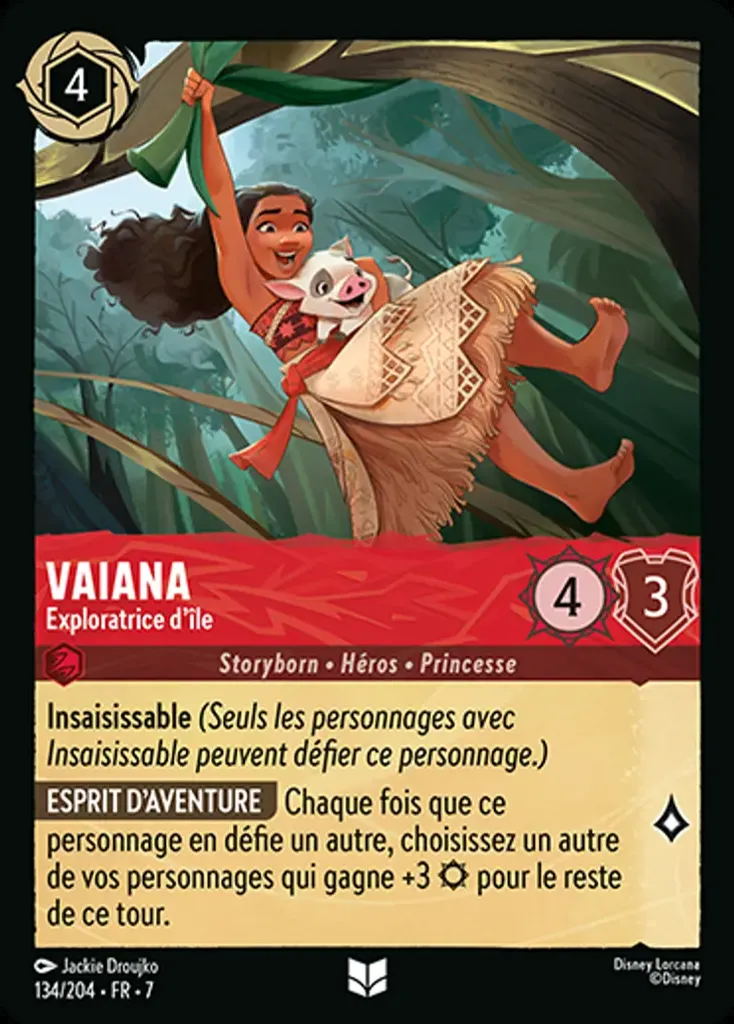 4
VAIANA
Exploratrice d'île
4
3
Storyborn • Héros • Princesse
Insaisissable (Seuls les personnages avec
Insaisissable peuvent défier ce personnage.)
ESPRIT D'AVENTURE Chaque fois que ce
personnage en défie un autre, choisissez un autre
de vos personnages qui gagne +3 pour le reste
de ce tour.
Jackie Droujko
134/204 • FR • 7
Disney Lorcana
©Disney